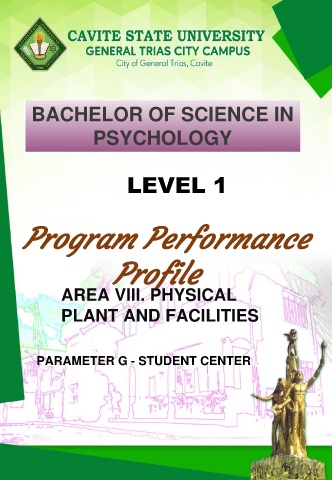 CAVITE STATE UNIVERSITY
GENERAL TRIAS CITY CAMPUS
City of General Trias, Cavite
BACHELOR OF SCIENCE IN
PSYCHOLOGY
LEVEL 1
Program Performance
Profile
AREA VIII. PHYSICAL
PLANT AND FACILITIES
PARAMETER G - STUDENT CENTER